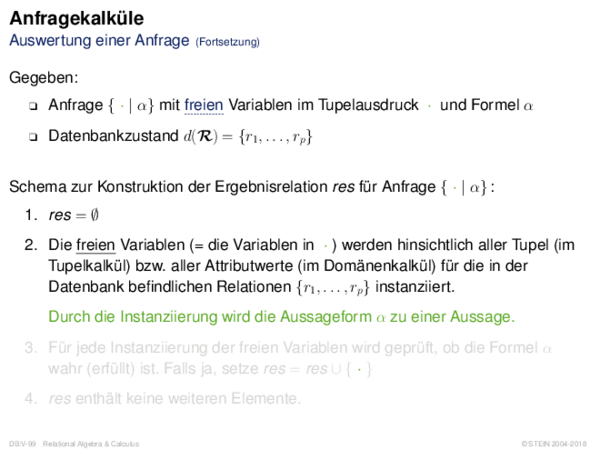 Anfragekalküle
Auswertung einer Anfrage (Fortsetzung)
Gegeben:
❑ Anfrage { · | α} mit freien Variablen im Tupelausdruck · und Formel α
❑ Datenbankzustand d(𝓡) = {r₁, . . . , rₚ}
Schema zur Konstruktion der Ergebnisrelation res für Anfrage { · | α} :
1. res = ∅
2. Die freien Variablen (= die Variablen in · ) werden hinsichtlich aller Tupel (im
Tupelkalkül) bzw. aller Attributwerte (im Domänenkalkül) für die in der
Datenbank befindlichen Relationen {r₁, . . . , rₚ} instanziiert.
Durch die Instanziierung wird die Aussageform α zu einer Aussage.
3. Für jede Instanziierung der freien Variablen wird geprüft, ob die Formel α
wahr (erfüllt) ist. Falls ja, setze res = res ∪ { · }
4. res enthält keine weiteren Elemente.
DB:V-99 Relational Algebra & Calculus
© STEIN 2004-2018